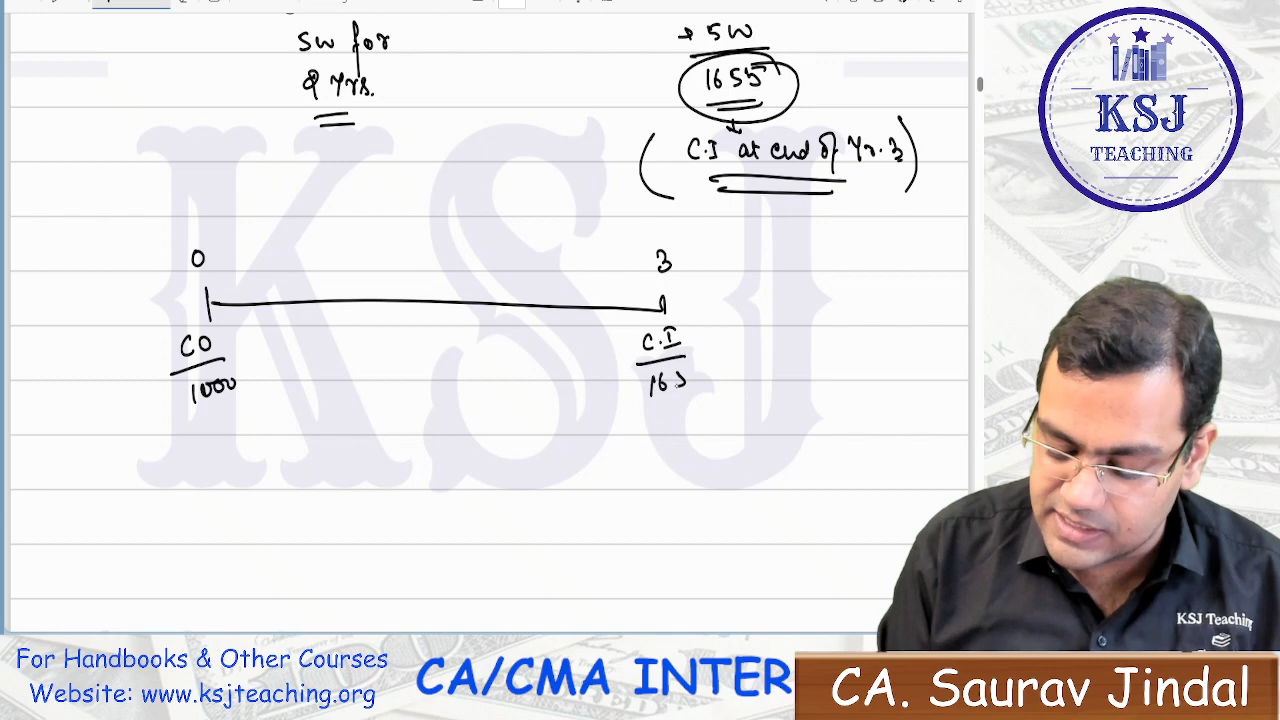 SW for
2 Yrs.
+ SW
1655
C.I at end of Yr. 3
0
3
CO
1000
C.I
165
KSJ
KSJ
TEACHING
KSJ Teaching
For Handbooks & Other Courses
Website: www.ksjteaching.org
CA/CMA INTER
CA. Saurav Jindal